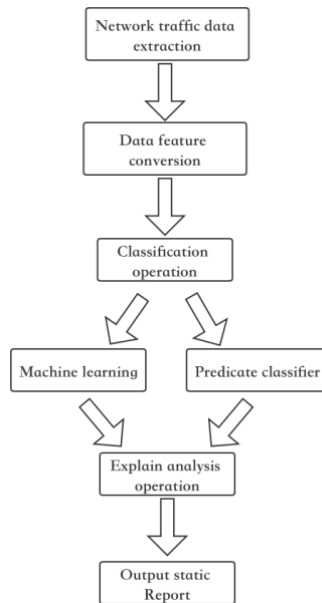 Network traffic data
extraction
Data feature
conversion
Classification
operation
Machine learning
Predicate classifier
Explain analysis
operation
Output static
Report